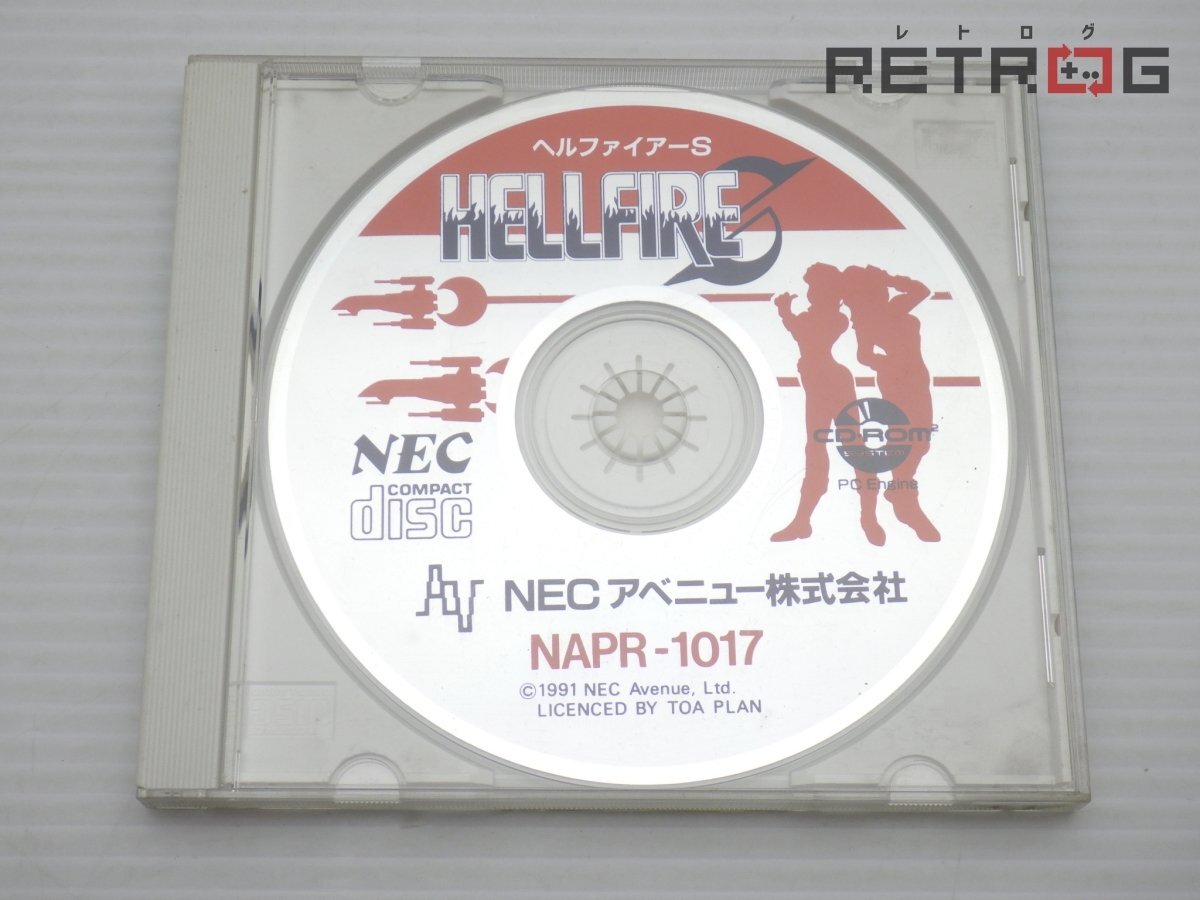 レトログ
RETROG
ヘルファイアーS
HELLFIRE S
NEC
COMPACT
disc
CD-ROM²
SYSTEM
PC Engine
NECアベニュー株式会社
NAPR-1017
©1991 NEC Avenue, Ltd.
LICENCED BY TOA PLAN